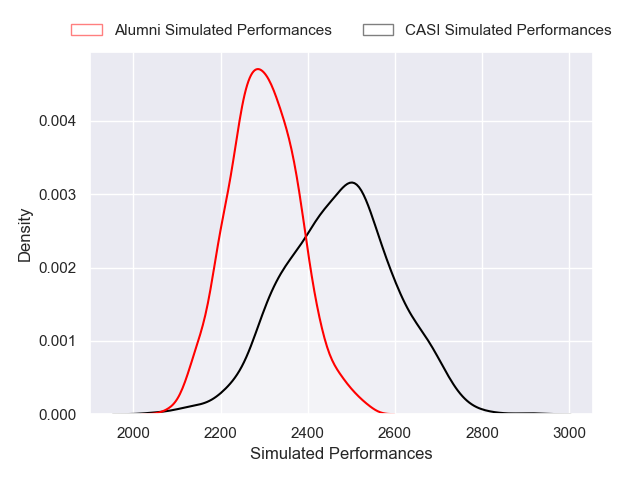 Alumni Simulated Performances CASI Simulated Performances
Density
0.004
0.003
0.002
0.001
0.000
2000 2200 2400 2600 2800 3000
Simulated Performances